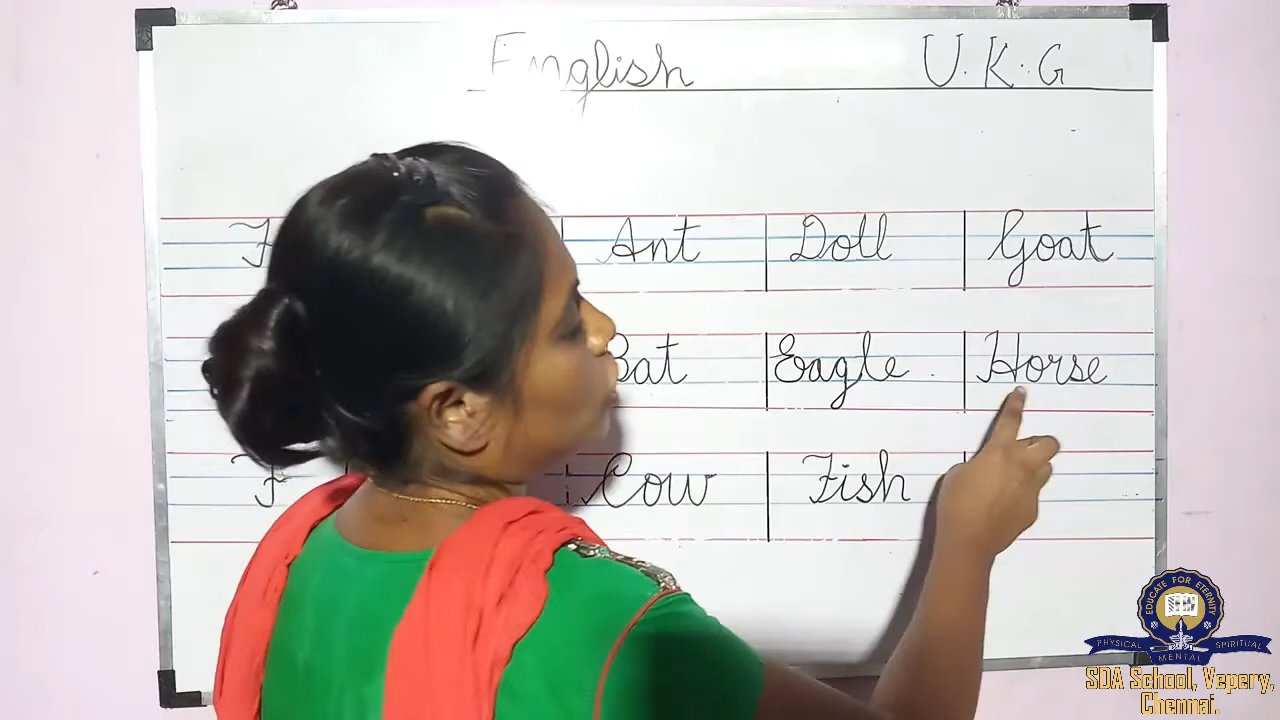 English U.K.G
F Ant Doll Goat
Bat Eagle Horse
F Cow Fish
EDUCATE FOR ETERNITY
PHYSICAL MENTAL SPIRITUAL
SDA School, Vepery,
Chennai.